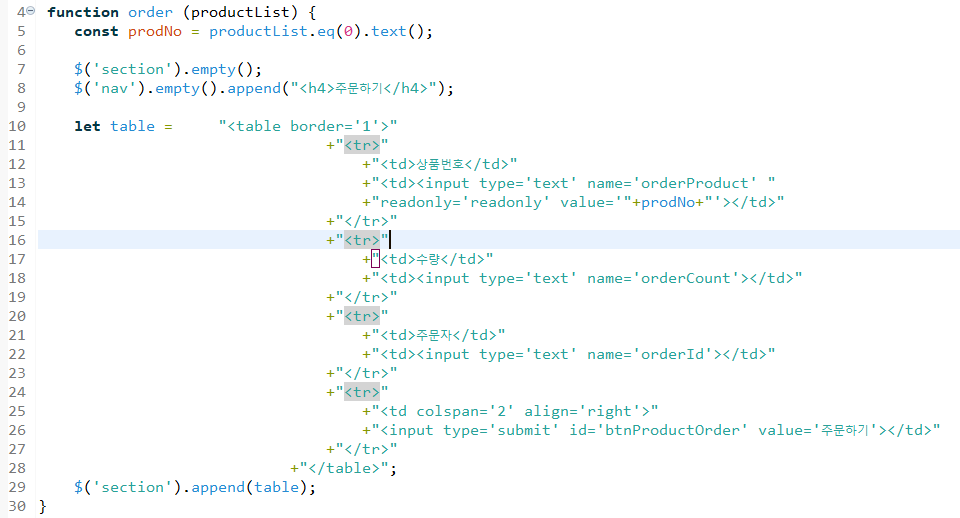 4 function order (productList) {
5 const prodNo = productList.eq(0).text();
6
7 $('section').empty();
8 $('nav').empty().append("<h4>주문하기</h4>");
9
10 let table = "<table border='1'>"
11 +"<tr>"
12 +"<td>상품번호</td>"
13 +"<td><input type='text' name='orderProduct' "
14 +"readonly='readonly' value='"+prodNo+"'></td>"
15 +"</tr>"
16 +"<tr>"
17 +"<td>수량</td>"
18 +"<td><input type='text' name='orderCount'></td>"
19 +"</tr>"
20 +"<tr>"
21 +"<td>주문자</td>"
22 +"<td><input type='text' name='orderId'></td>"
23 +"</tr>"
24 +"<tr>"
25 +"<td colspan='2' align='right'>"
26 +"<input type='submit' id='btnProductOrder' value='주문하기'></td>"
27 +"</tr>"
28 +"</table>";
29 $('section').append(table);
30 }